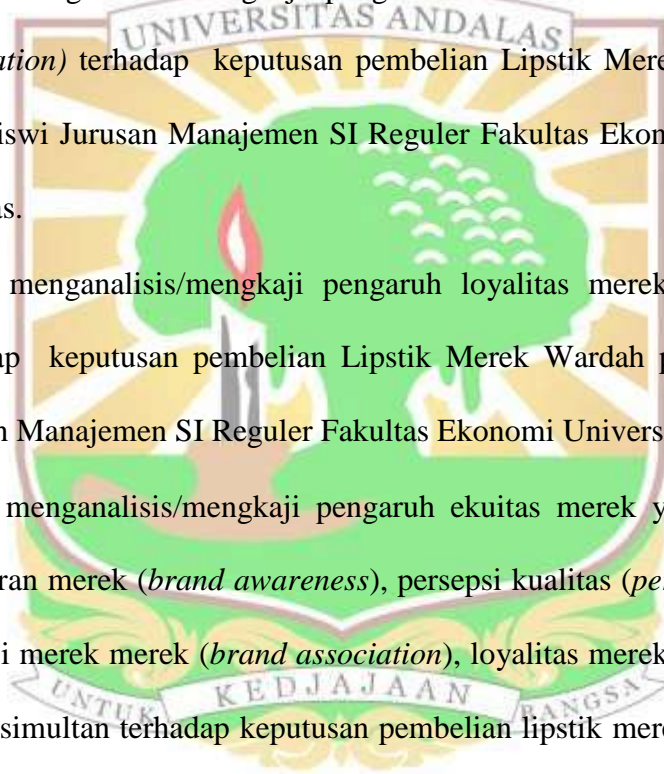 UNIVERSITAS ANDALAS
ation) terhadap keputusan pembelian Lipstik Mere
iswi Jurusan Manajemen SI Reguler Fakultas Ekon
as.
menganalisis/mengkaji pengaruh loyalitas merek
ap keputusan pembelian Lipstik Merek Wardah p
n Manajemen SI Reguler Fakultas Ekonomi Univers
menganalisis/mengkaji pengaruh ekuitas merek y
ran merek (brand awareness), persepsi kualitas (pe
i merek merek (brand association), loyalitas merek
simultan terhadap keputusan pembelian lipstik mere
UNTUK KEDJAJAAN BANGSA